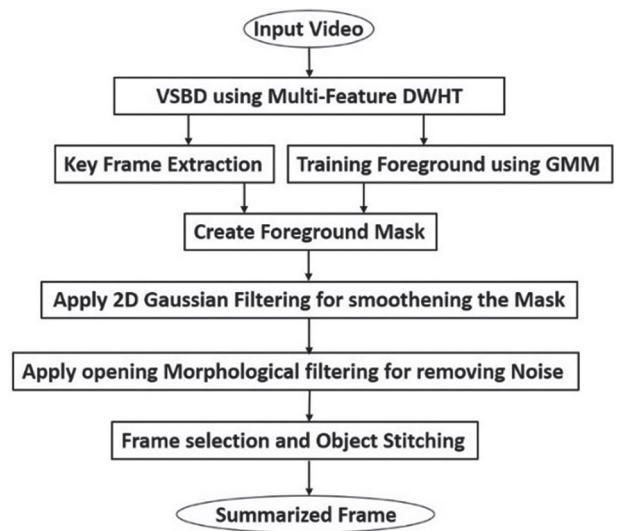 Input Video
VSBD using Multi-Feature DWHT
Key Frame Extraction
Training Foreground using GMM
Create Foreground Mask
Apply 2D Gaussian Filtering for smoothening the Mask
Apply opening Morphological filtering for removing Noise
Frame selection and Object Stitching
Summarized Frame